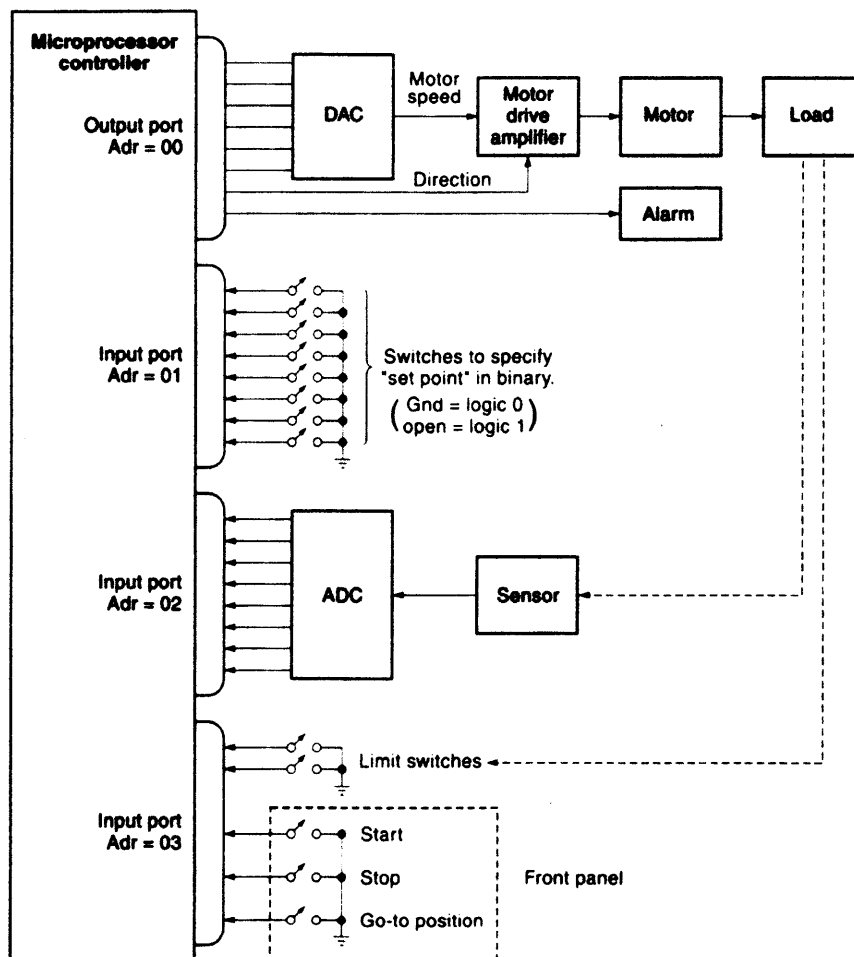 Microprocessor
controller
Output port
Adr = 00
DAC
Motor
speed
Motor
drive
amplifier
Motor
Load
Direction
Alarm
Input port
Adr = 01
Switches to specify
"set point" in binary.
(Gnd = logic 0
open = logic 1)
Input port
Adr = 02
ADC
Sensor
Limit switches
Input port
Adr = 03
Start
Stop
Front panel
Go-to position